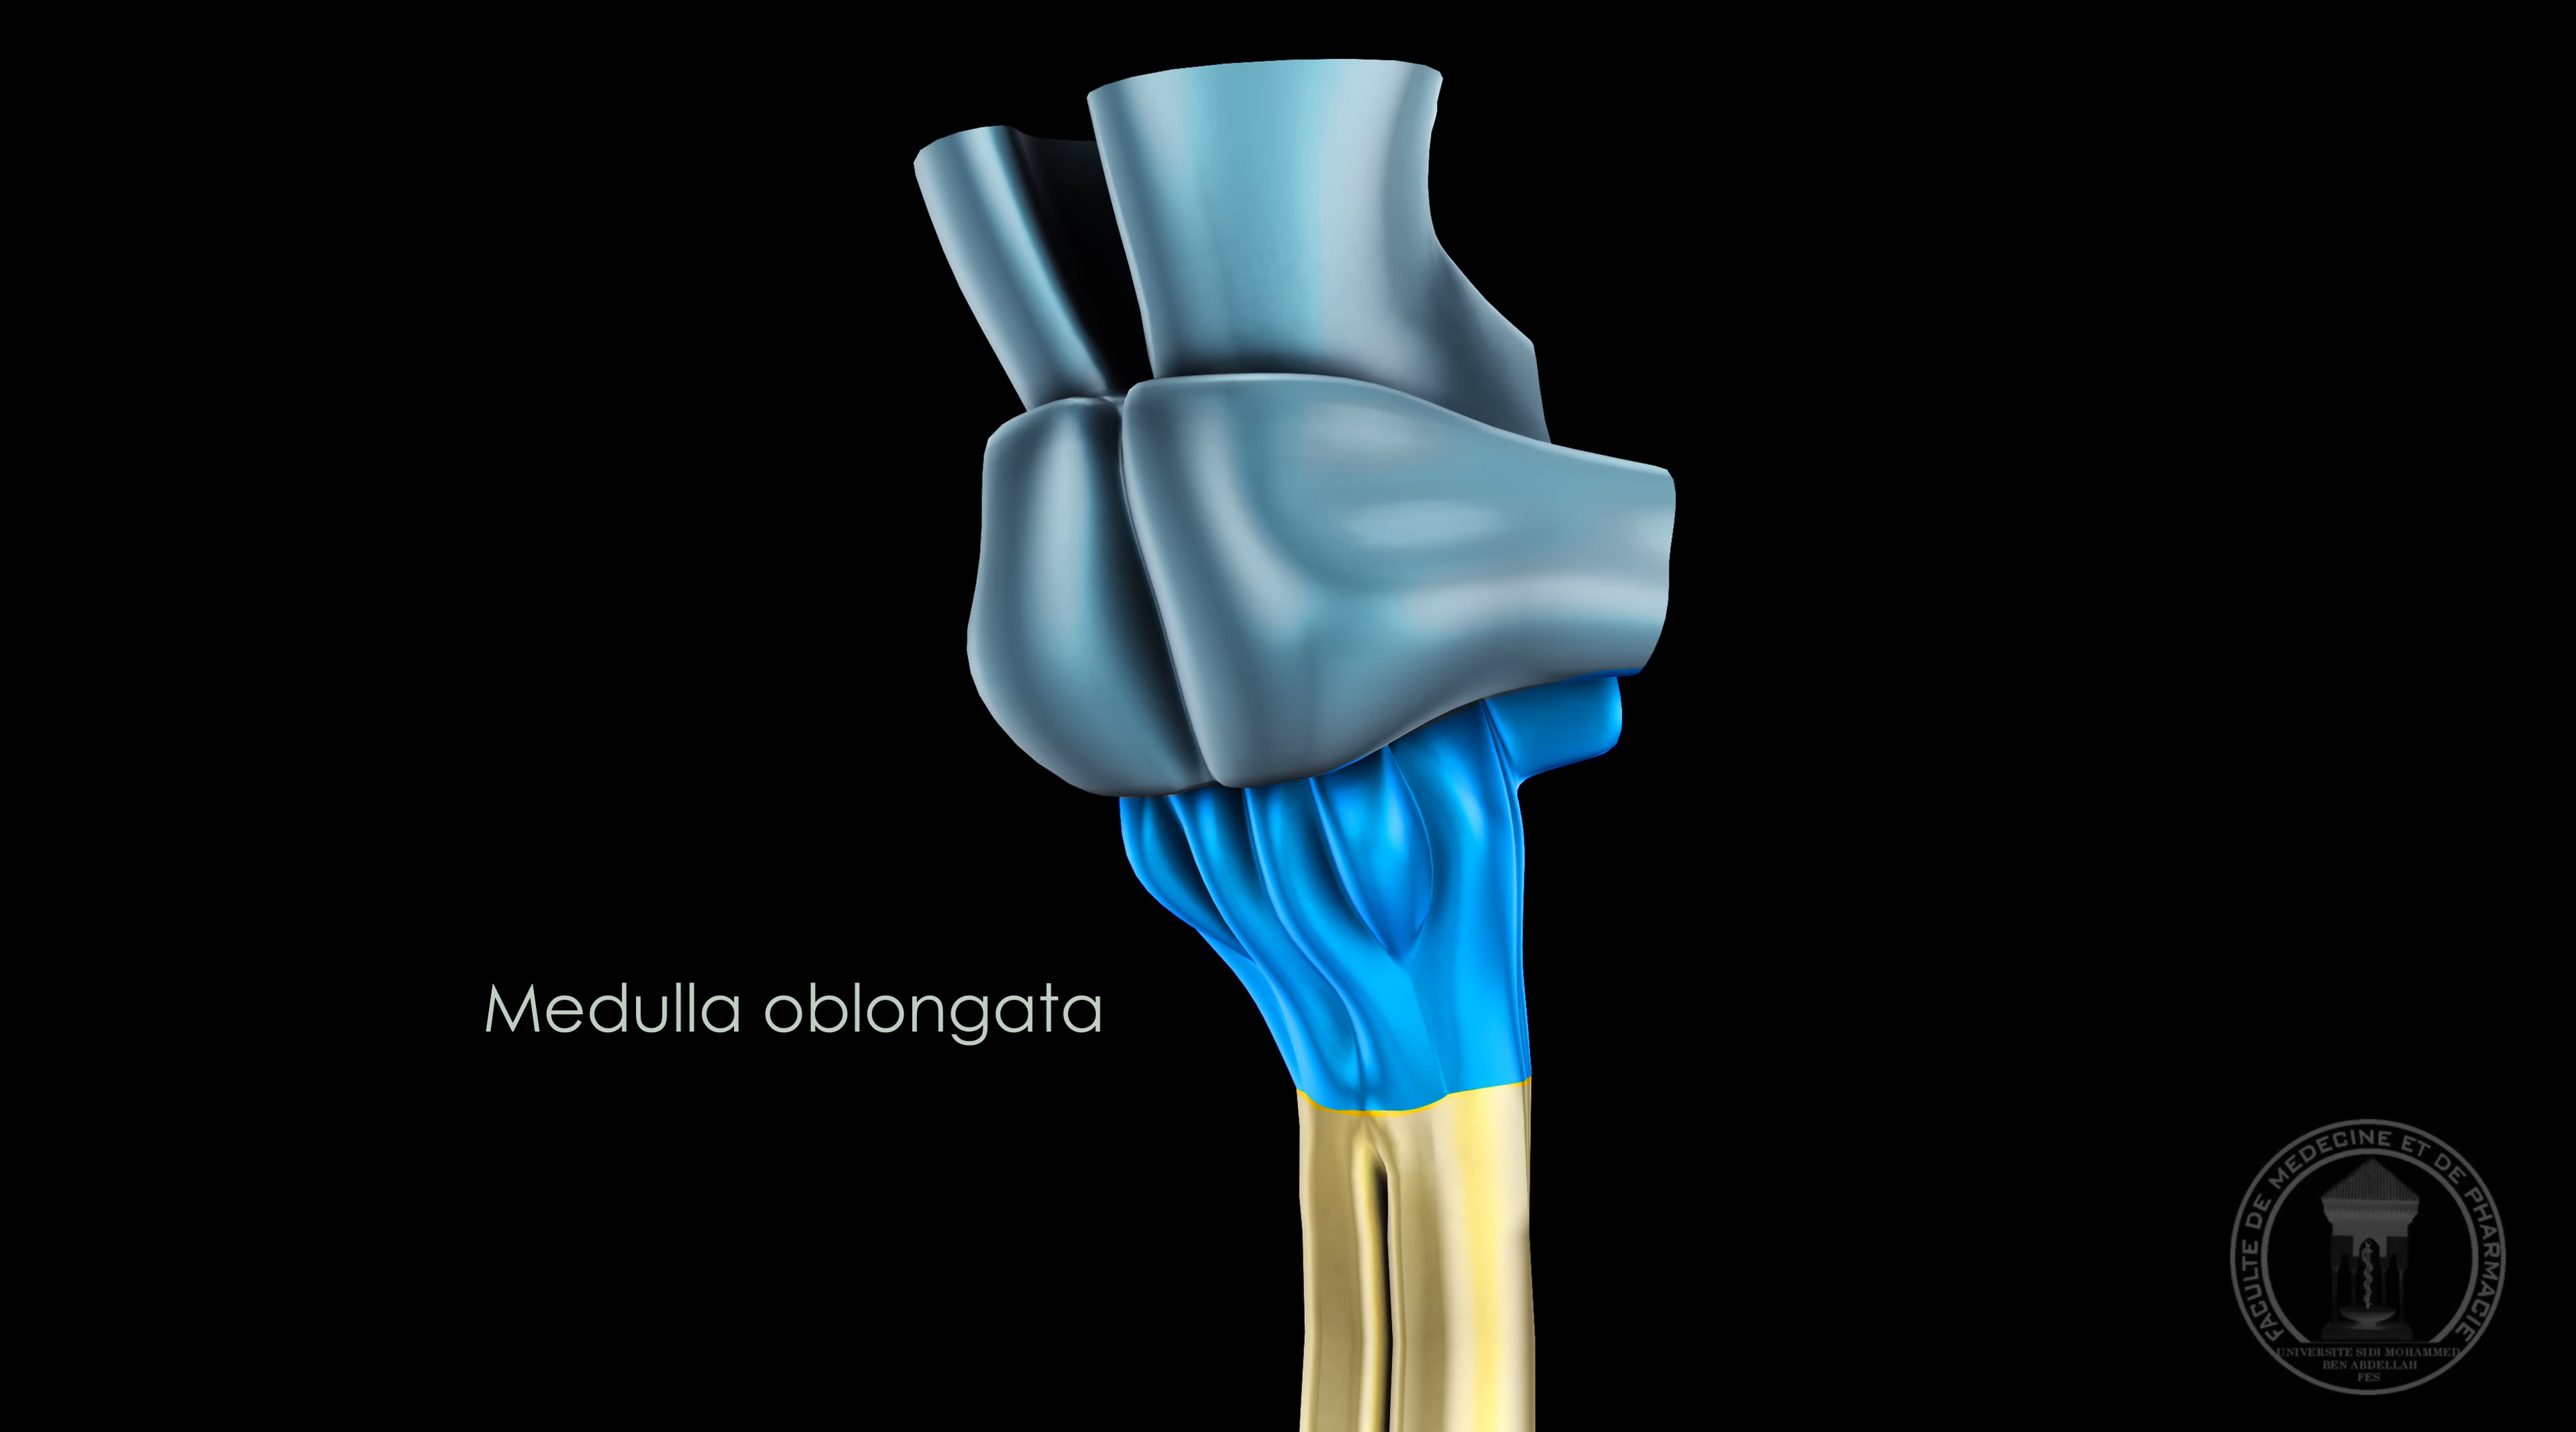 Medulla oblongata
FACULTE DE MEDECINE ET DE PHARMACIE
UNIVERSITE SIDI MOHAMMED
BEN ABDELLAH
FES